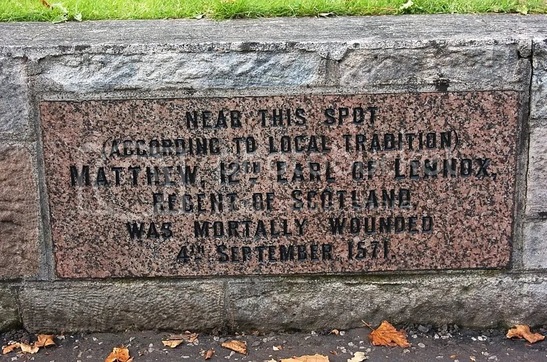 NEAR THIS SPOT
(ACCORDING TO LOCAL TRADITION)
MATTHEW, 12TH EARL OF LENNOX,
REGENT OF SCOTLAND,
WAS MORTALLY WOUNDED
4TH SEPTEMBER 1571.